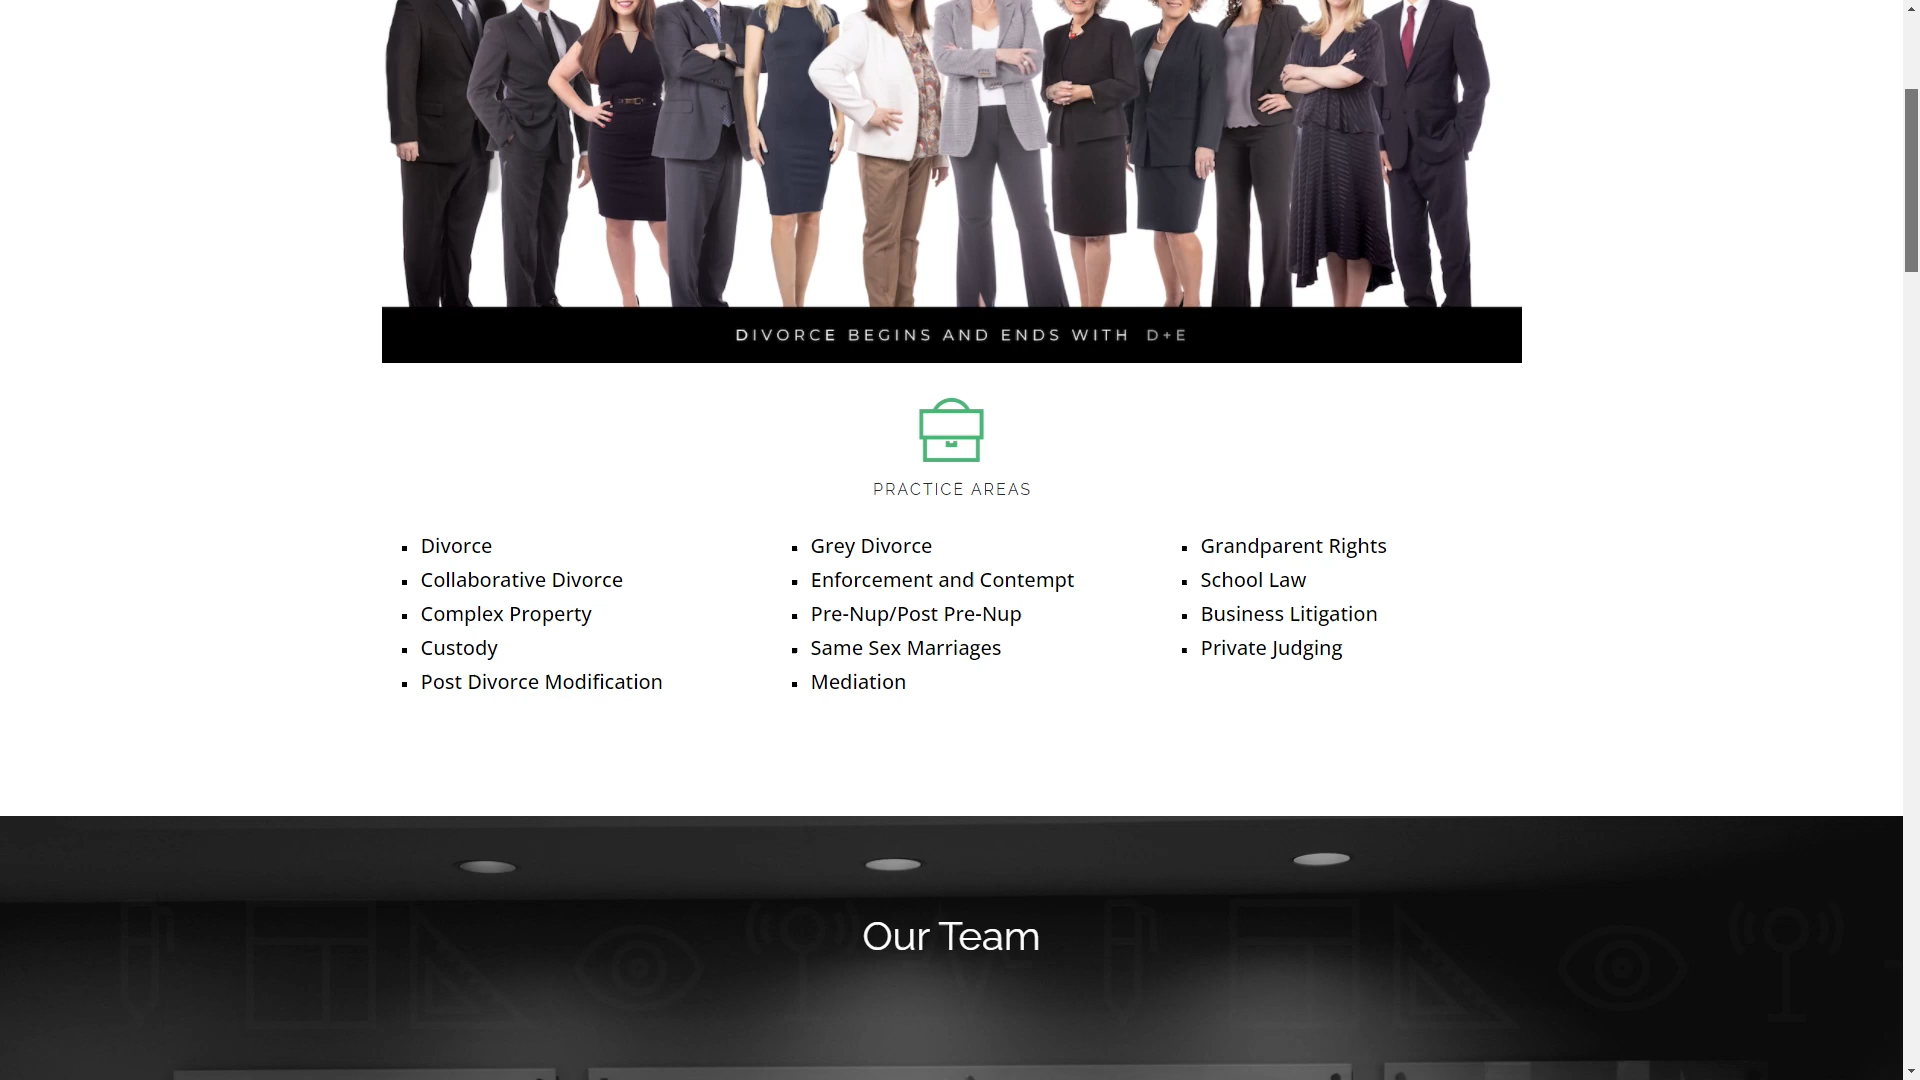 DIVORCE BEGINS AND ENDS WITH D+E
PRACTICE AREAS
Divorce
Collaborative Divorce
Complex Property
Custody
Post Divorce Modification
Grey Divorce
Enforcement and Contempt
Pre-Nup/Post Pre-Nup
Same Sex Marriages
Mediation
Grandparent Rights
School Law
Business Litigation
Private Judging
Our Team